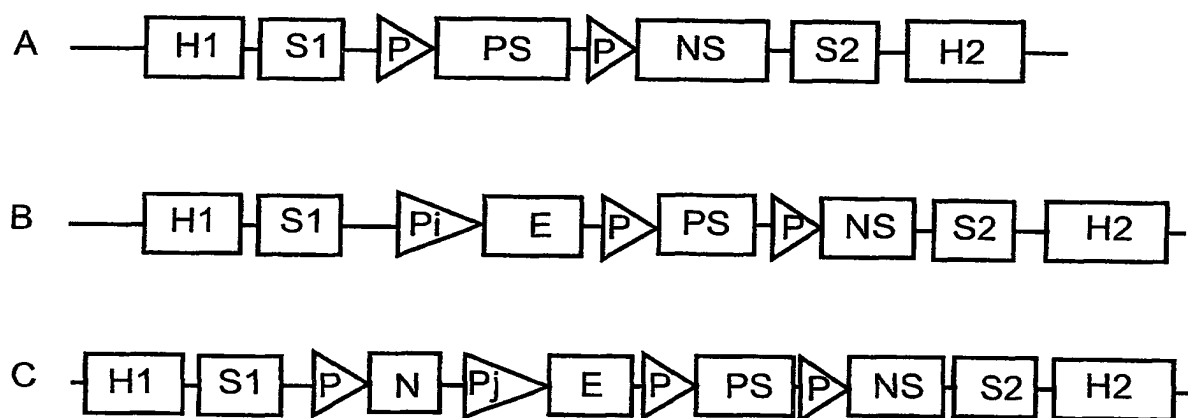 A H1 S1 P PS P NS S2 H2
B H1 S1 Pi E P PS P NS S2 H2
C H1 S1 P N Pj E P PS P NS S2 H2